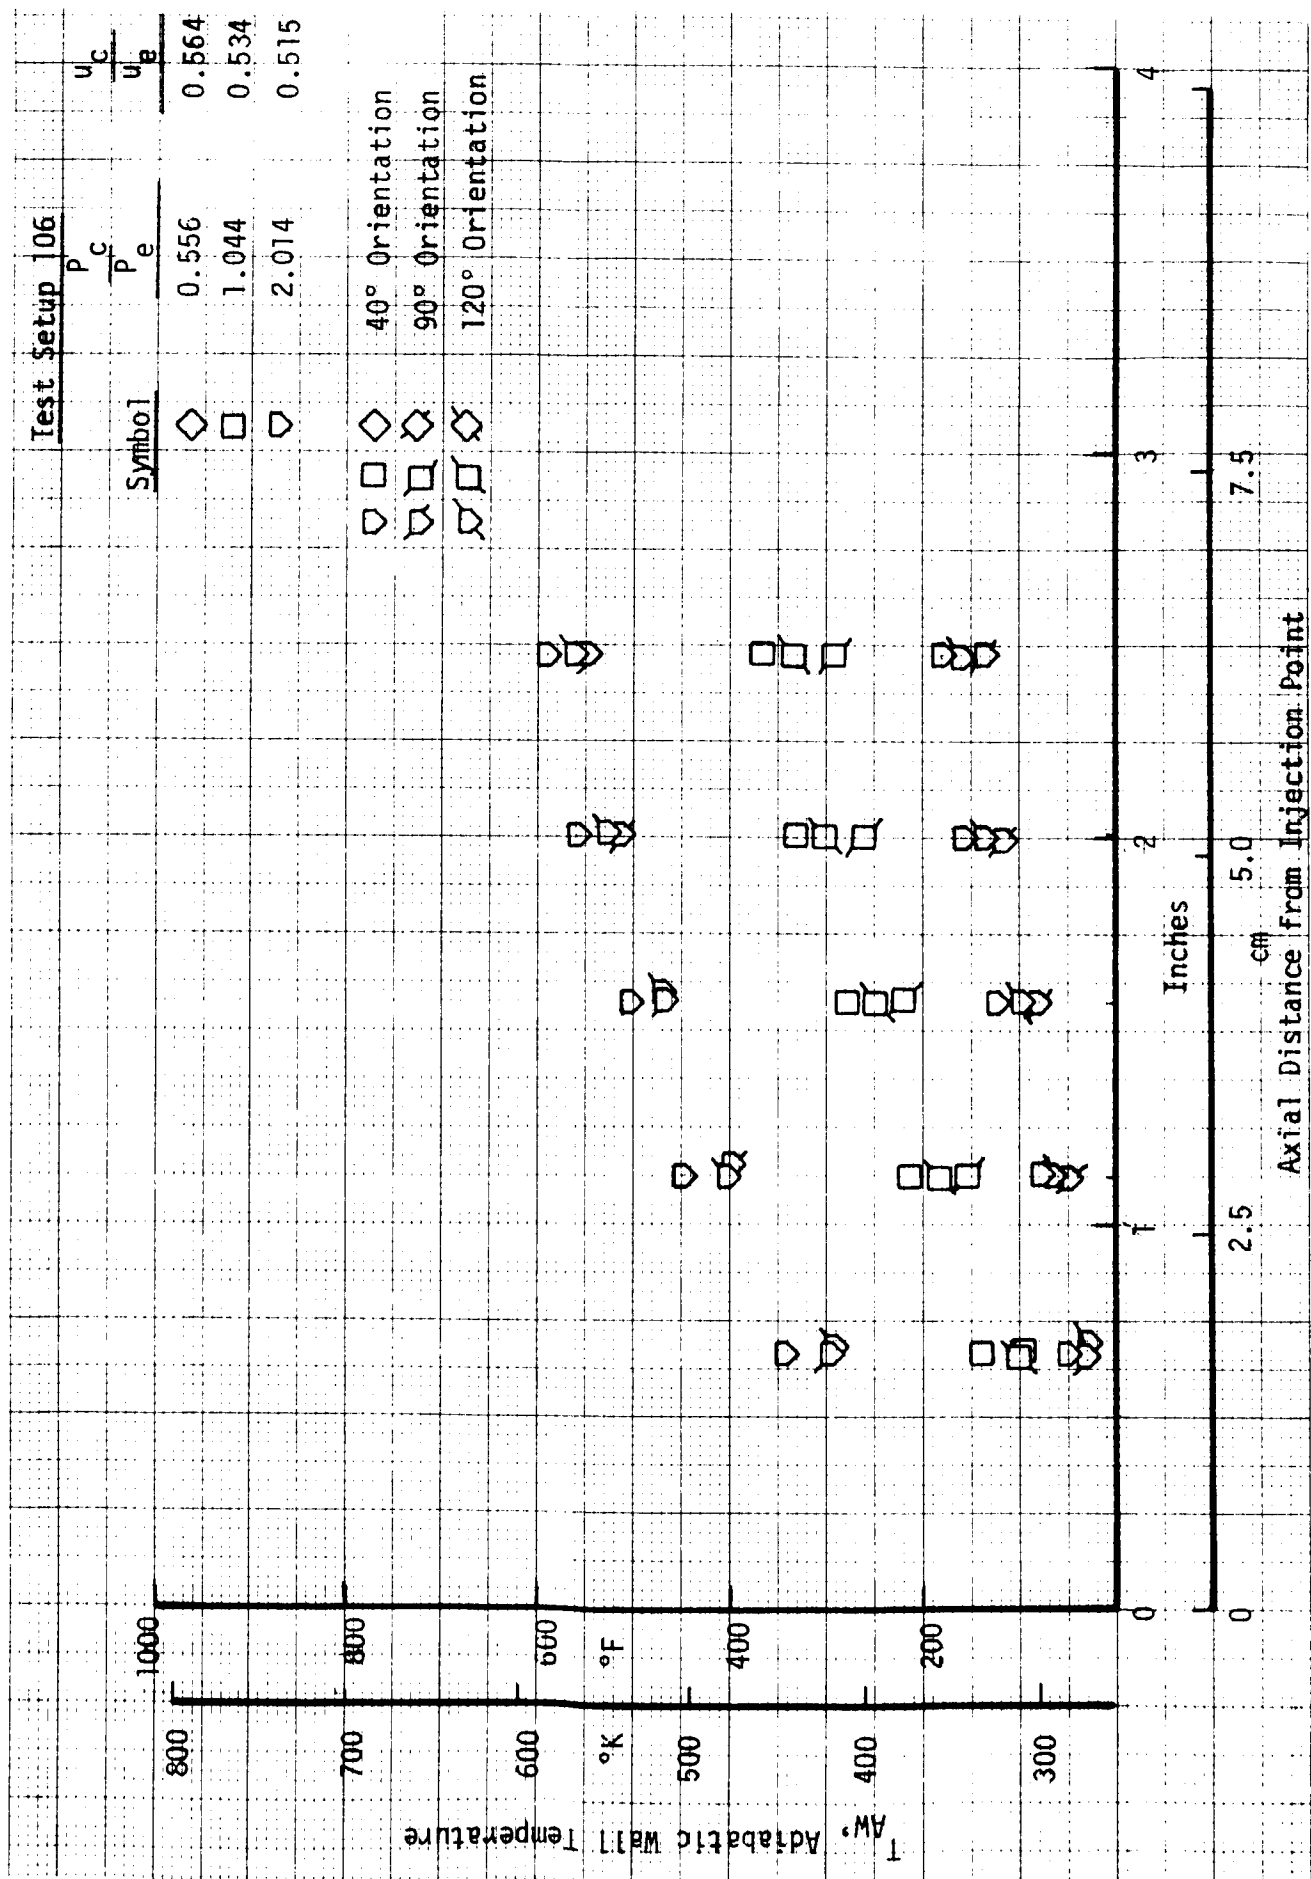 Test Setup 106
Symbol
P_c / P_e
u_c / u_e
0.556 0.564
1.044 0.534
2.014 0.515
40° Orientation
90° Orientation
120° Orientation
T_AW, Adiabatic Wall Temperature
°K
800
700
600
500
400
300
°F
1000
800
600
400
200
0 1 2 3 4
Inches
0 2.5 5.0 7.5
cm
Axial Distance from Injection Point